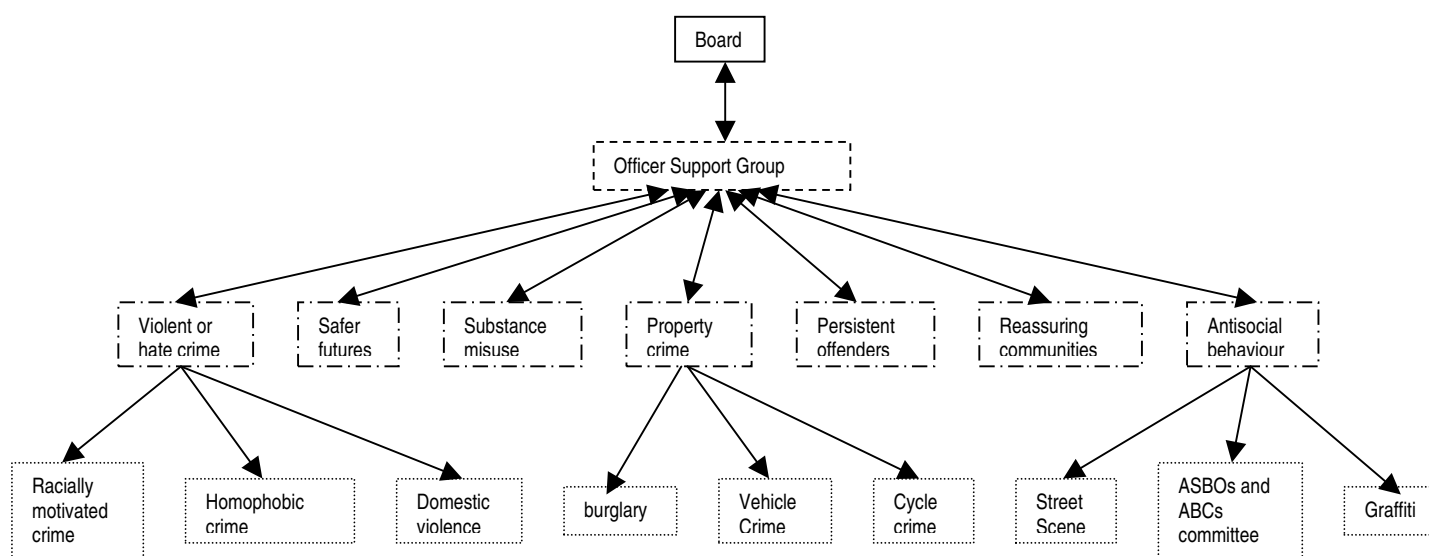 Board
Officer Support Group
Violent or
hate crime
Safer
futures
Substance
misuse
Property
crime
Persistent
offenders
Reassuring
communities
Antisocial
behaviour
Racially
motivated
crime
Homophobic
crime
Domestic
violence
burglary
Vehicle
Crime
Cycle
crime
Street
Scene
ASBOs and
ABCs
committee
Graffiti